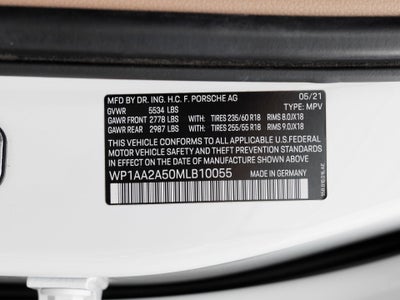 MFD BY DR. ING. H.C. F. PORSCHE AG 05/21
GVWR 5534 LBS TYPE: MPV
GAWR FRONT 2778 LBS WITH: TIRES 235/60 R18 RIMS 8.0JX18
GAWR REAR 2987 LBS WITH: TIRES 255/55 R18 RIMS 9.0JX18
THIS VEHICLE CONFORMS TO ALL APPLICABLE U.S.FEDERAL
MOTOR VEHICLE SAFETY, BUMPER AND THEFT PREVENTION
STANDARDS IN EFFECT ON THE DATE OF MANUFACTURE SHOWN ABOVE
WP1AA2A50MLB10055 MADE IN GERMANY